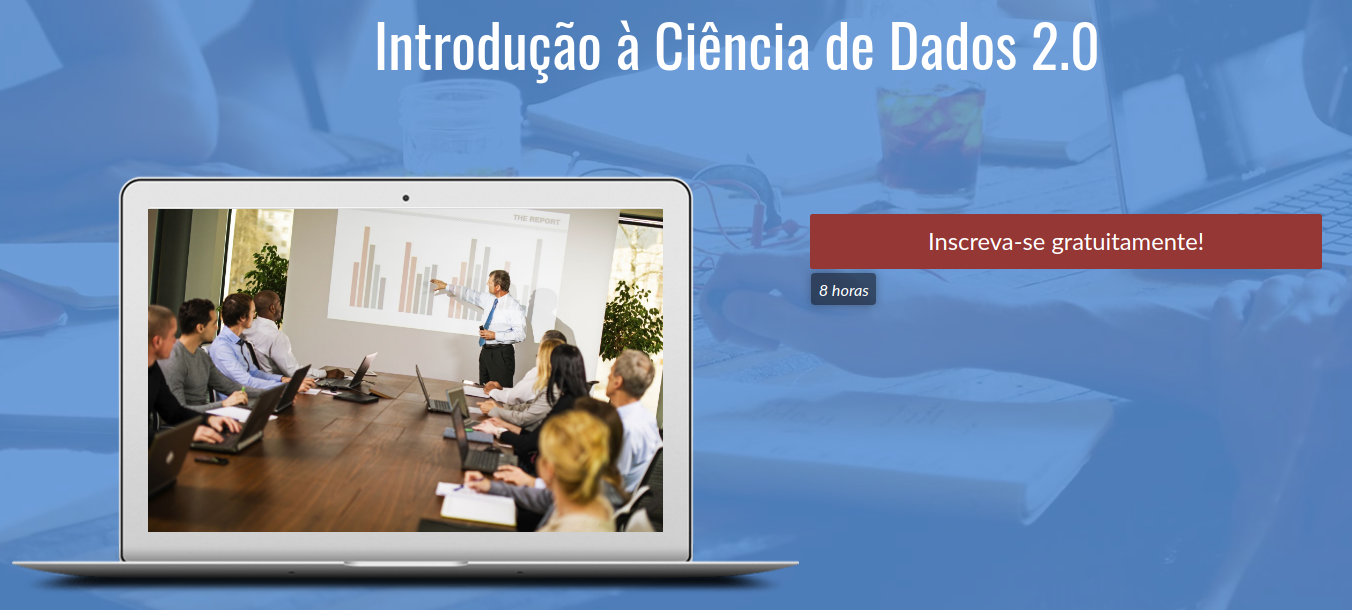 Introdução à Ciência de Dados 2.0
THE REPORT
Inscreva-se gratuitamente!
8 horas